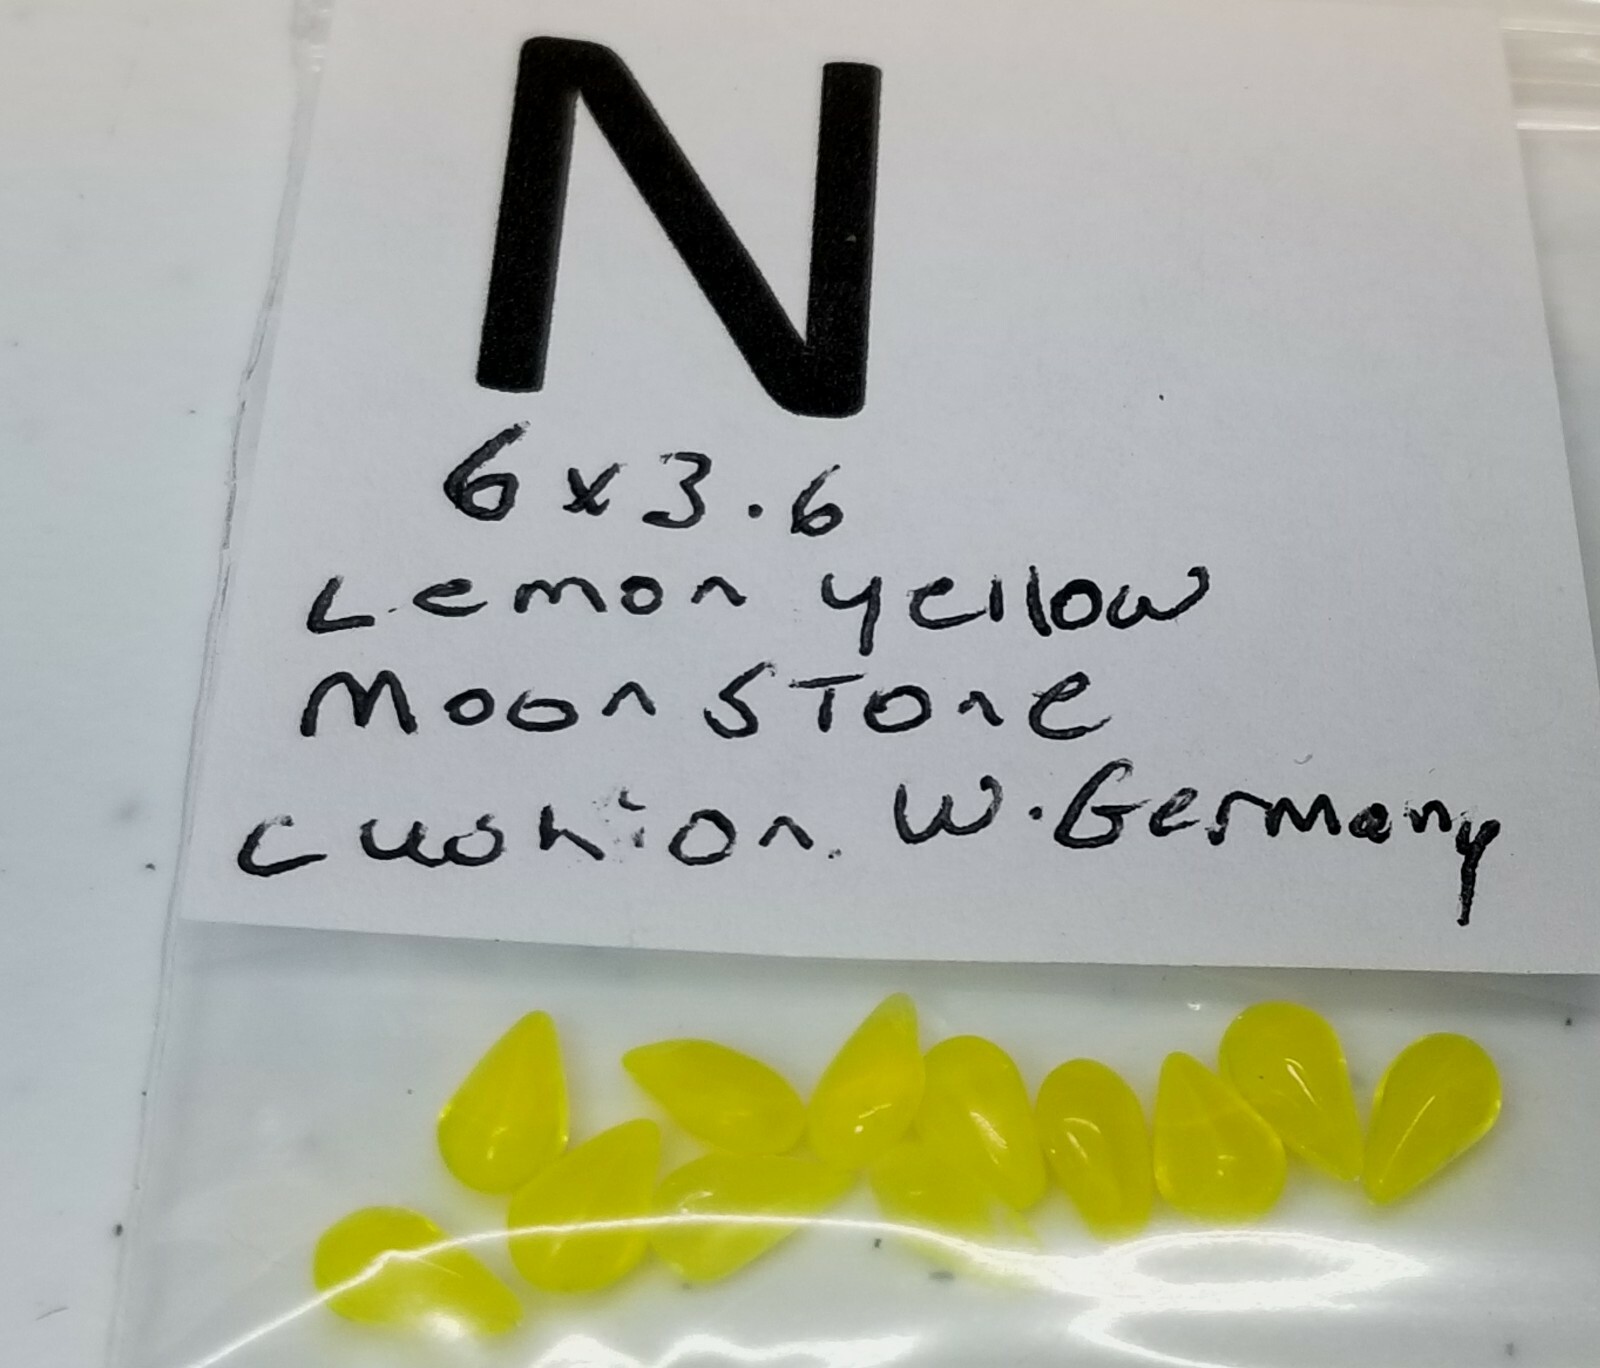 N
6x3.6
Lemon yellow
MoonSTone
cushion. W. Germany